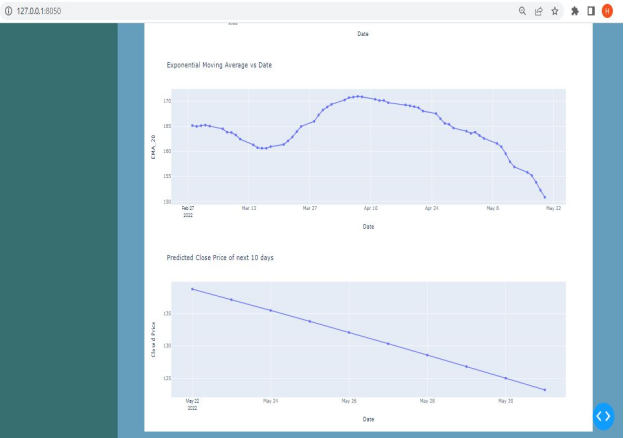 127.0.0.1:8050
H
Date
Exponential Moving Average vs Date
EMA_20
170
165
160
155
150
Feb 27
2022
Mar 13
Mar 27
Apr 10
Apr 24
May 8
May 22
Date
Predicted Close Price of next 10 days
Closed Price
135
130
125
May 22
2022
May 24
May 26
May 28
May 30
Date